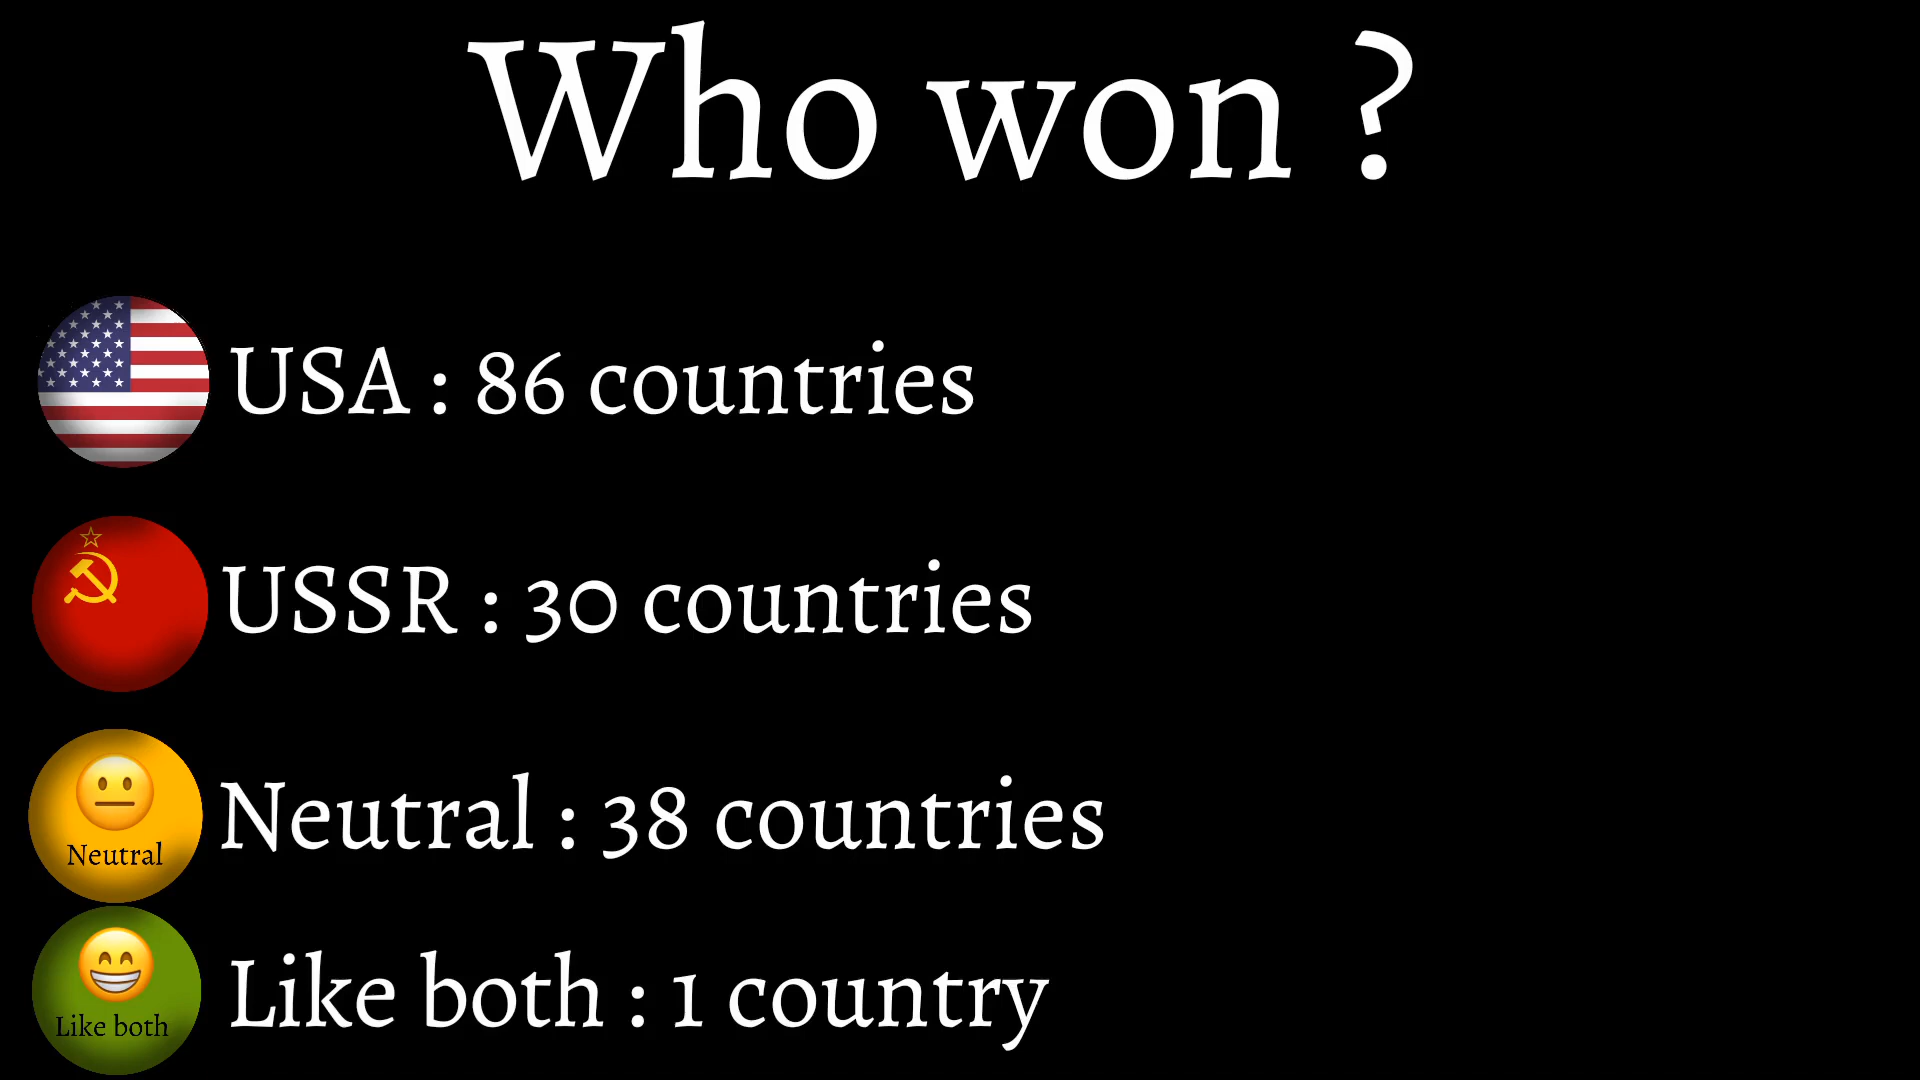 Who won ?
USA : 86 countries
USSR : 30 countries
Neutral : 38 countries
Neutral
Like both : 1 country
Like both